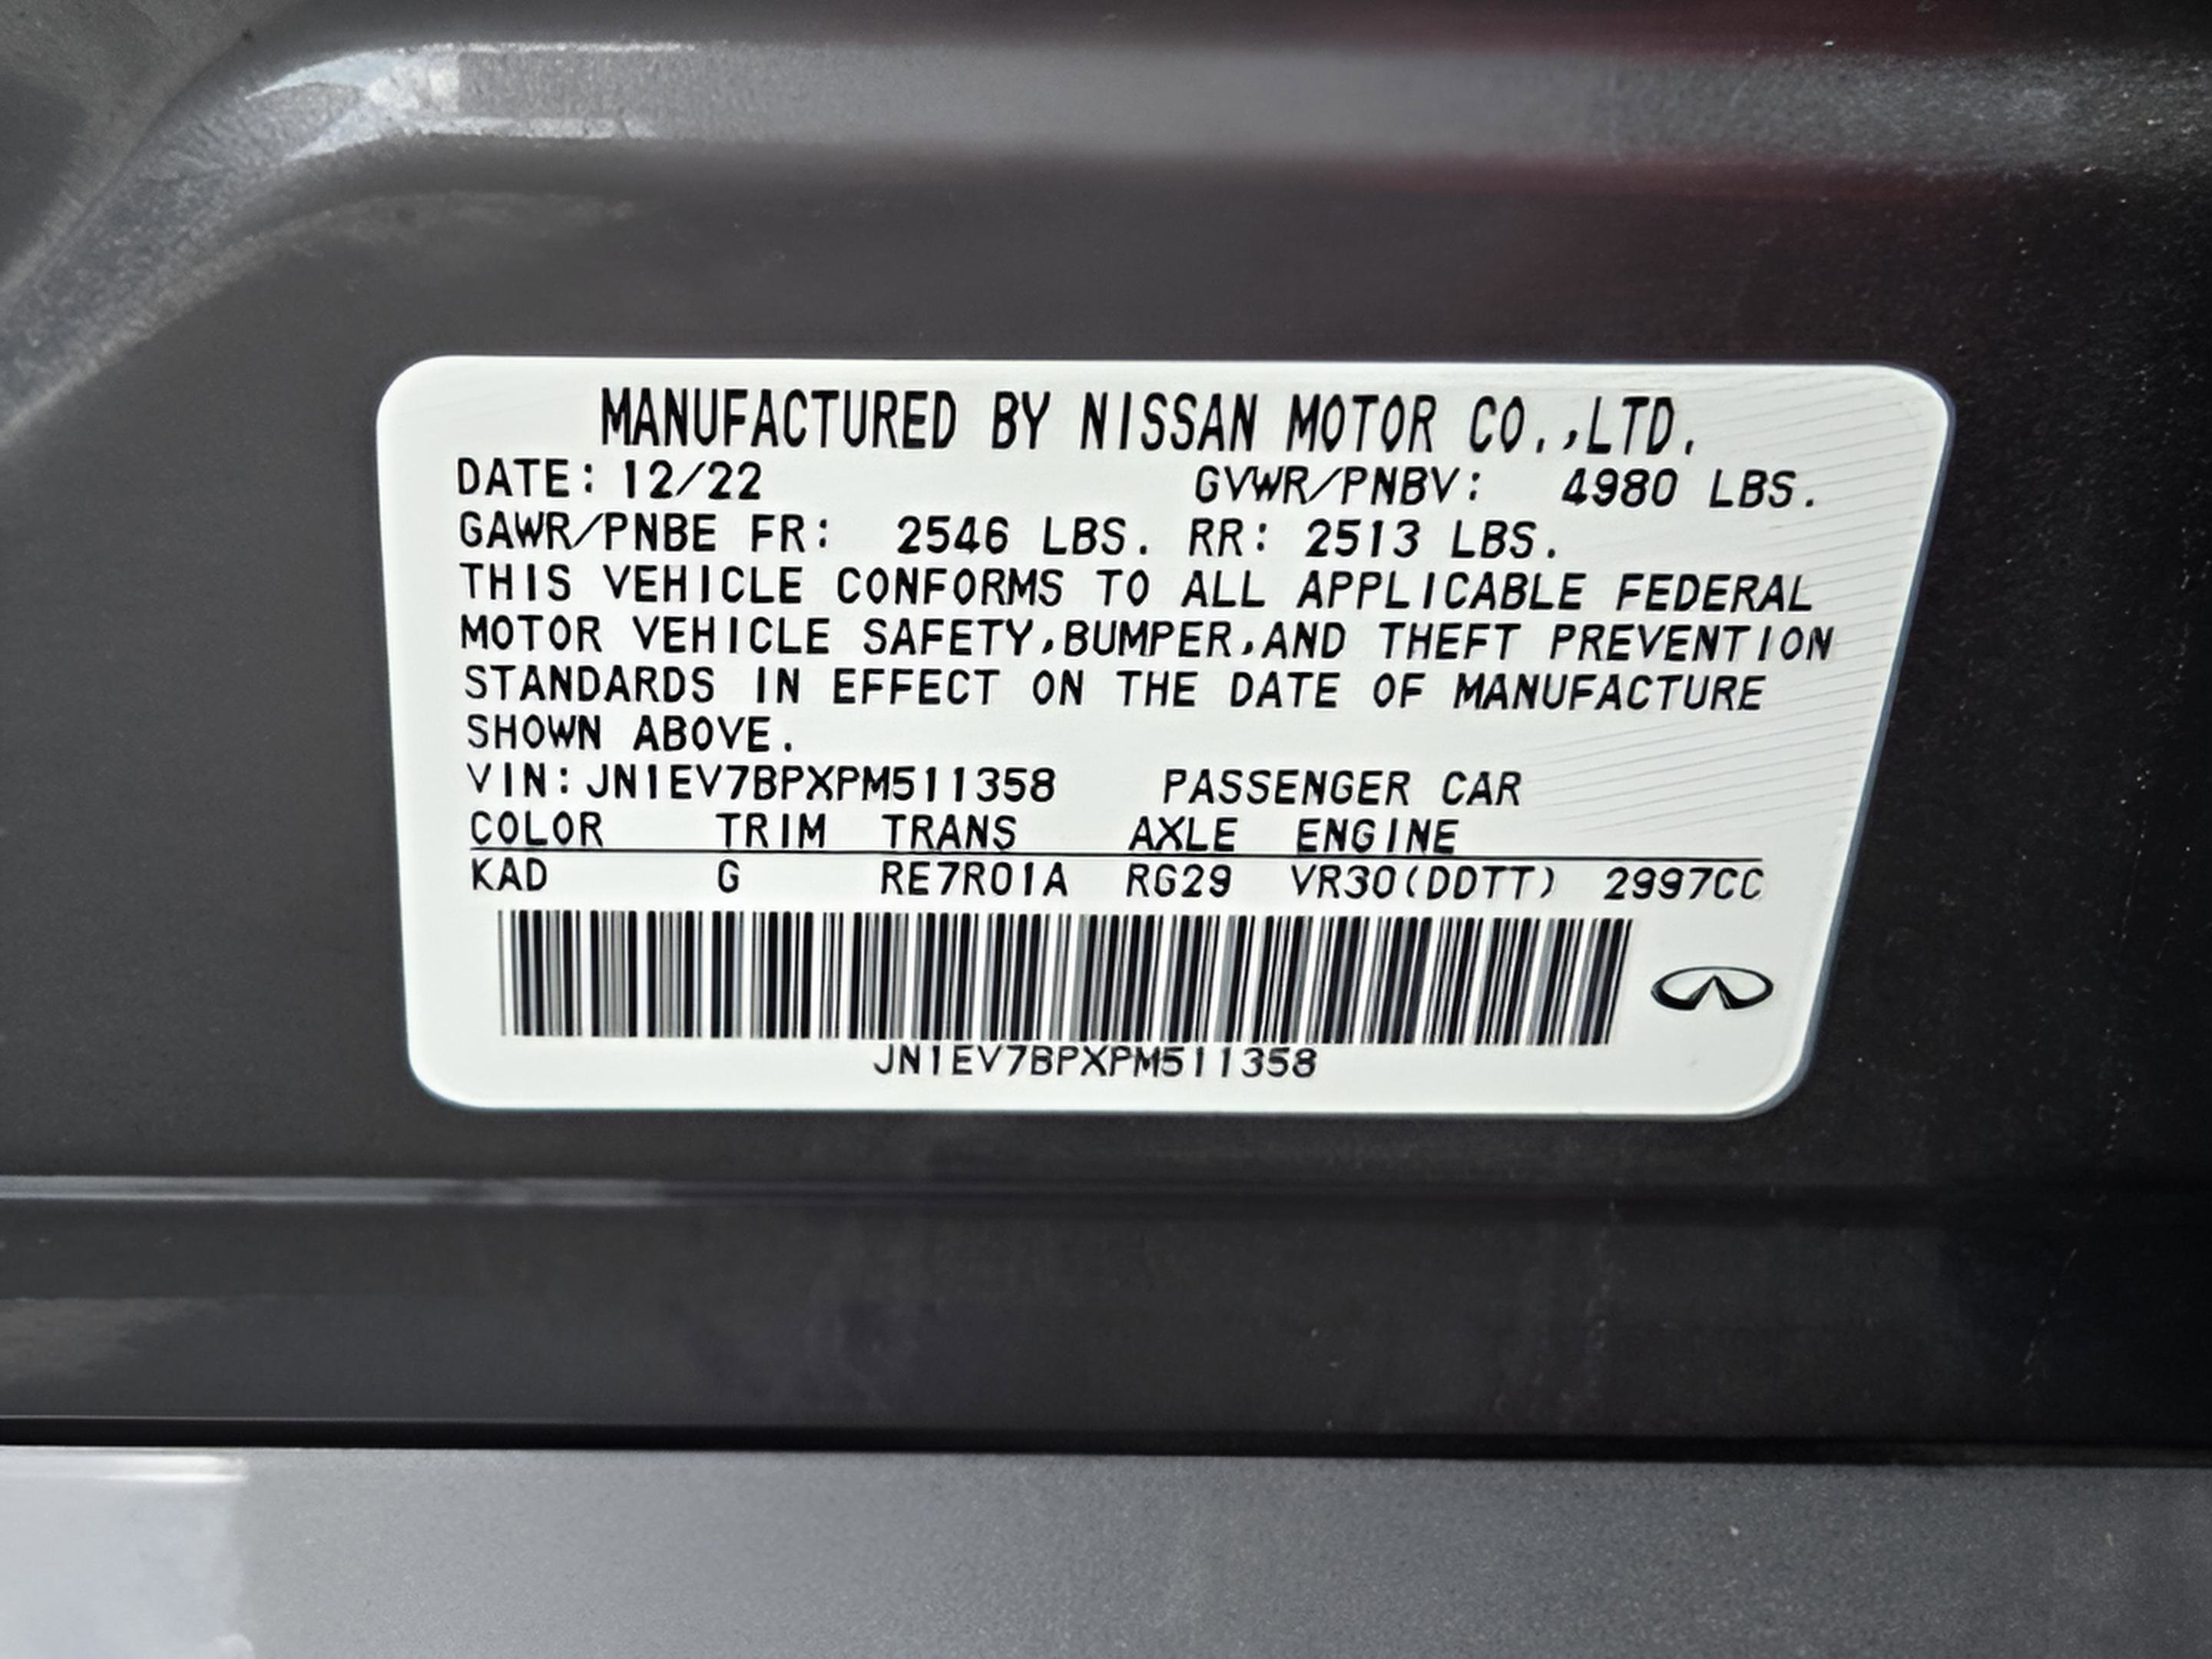 MANUFACTURED BY NISSAN MOTOR CO.,LTD.
DATE: 12/22 GVWR/PNBV: 4980 LBS.
GAWR/PNBE FR: 2546 LBS. RR: 2513 LBS.
THIS VEHICLE CONFORMS TO ALL APPLICABLE FEDERAL
MOTOR VEHICLE SAFETY,BUMPER,AND THEFT PREVENTION
STANDARDS IN EFFECT ON THE DATE OF MANUFACTURE
SHOWN ABOVE.
VIN:JN1EV7BPXPM511358 PASSENGER CAR
COLOR TRIM TRANS AXLE ENGINE
KAD G RE7R01A RG29 VR30(DDTT) 2997CC
JN1EV7BPXPM511358